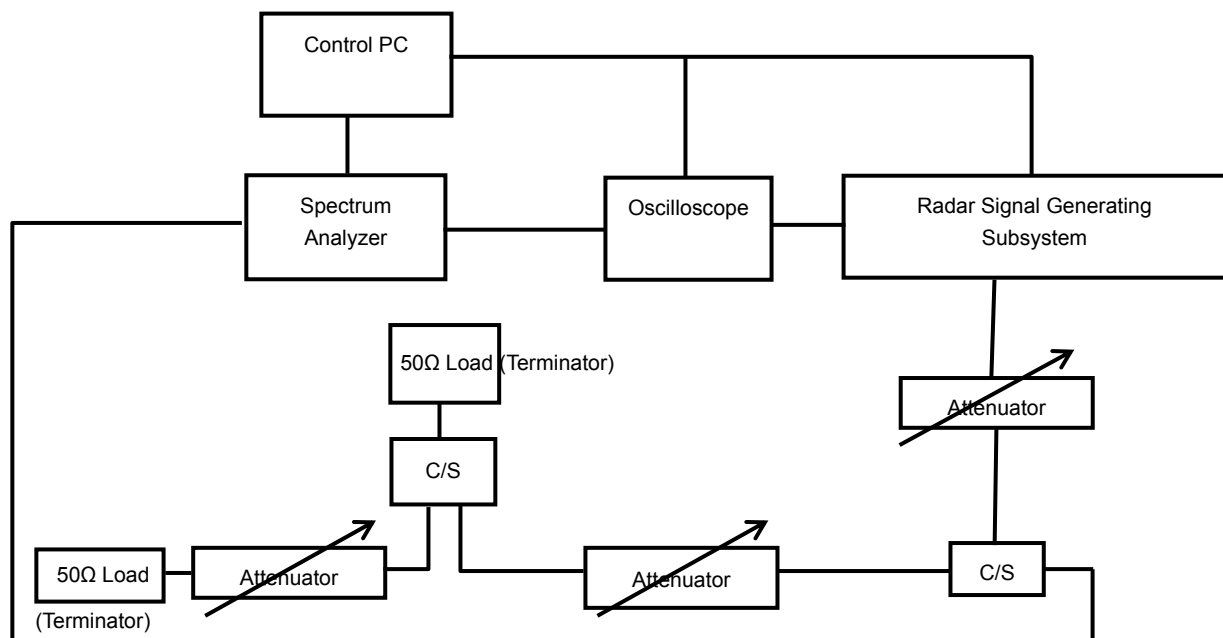 Control PC
Spectrum
Analyzer
Oscilloscope
Radar Signal Generating
Subsystem
50Ω Load (Terminator)
Attenuator
C/S
50Ω Load
(Terminator)
Attenuator
Attenuator
C/S